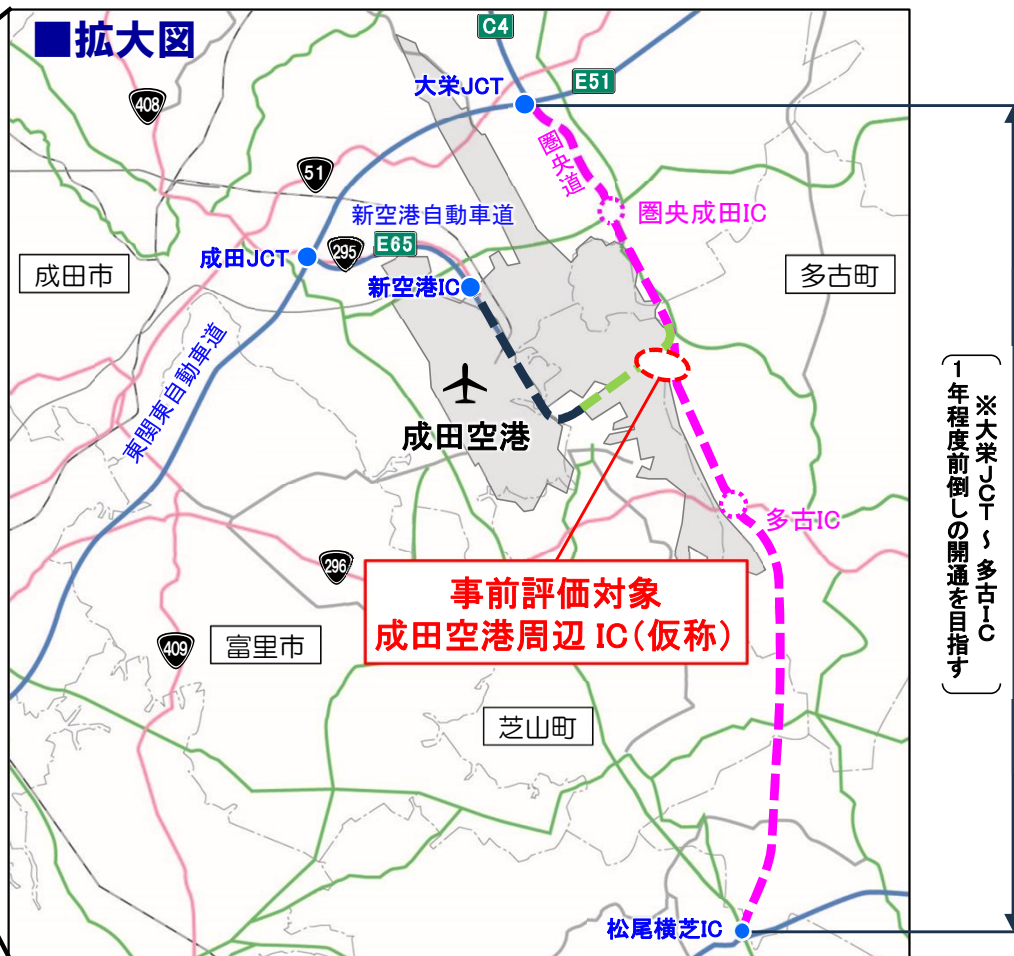 ■拡大図
C4
大栄JCT
E51
408
圏央道
51
圏央成田IC
新空港自動車道
成田JCT
295
E65
成田市
新空港IC
多古町
東関東自動車道
成田空港
※大栄JCT～多古IC
1年程度前倒しの開通を目指す
多古IC
296
事前評価対象
成田空港周辺 IC(仮称)
409
富里市
芝山町
松尾横芝IC